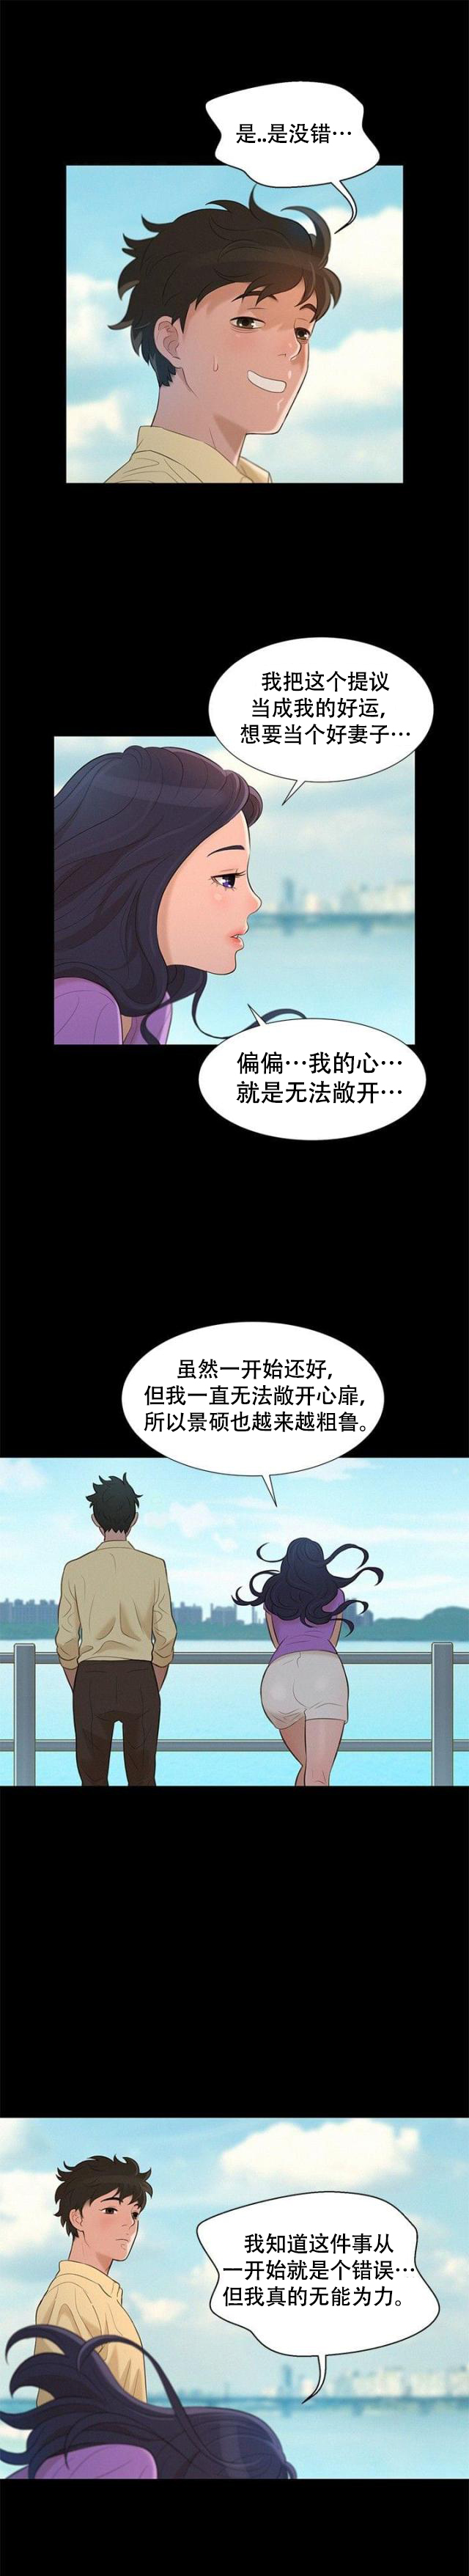 是..是没错⋯
我把这个提议
当成我的好运,
想要当个好妻子⋯
偏偏⋯我的心⋯
就是无法敞开⋯
虽然一开始还好,
但我一直无法敞开心扉,
所以景硕也越来越粗鲁。
我知道这件事从
一开始就是个错误⋯
但我真的无能为力。